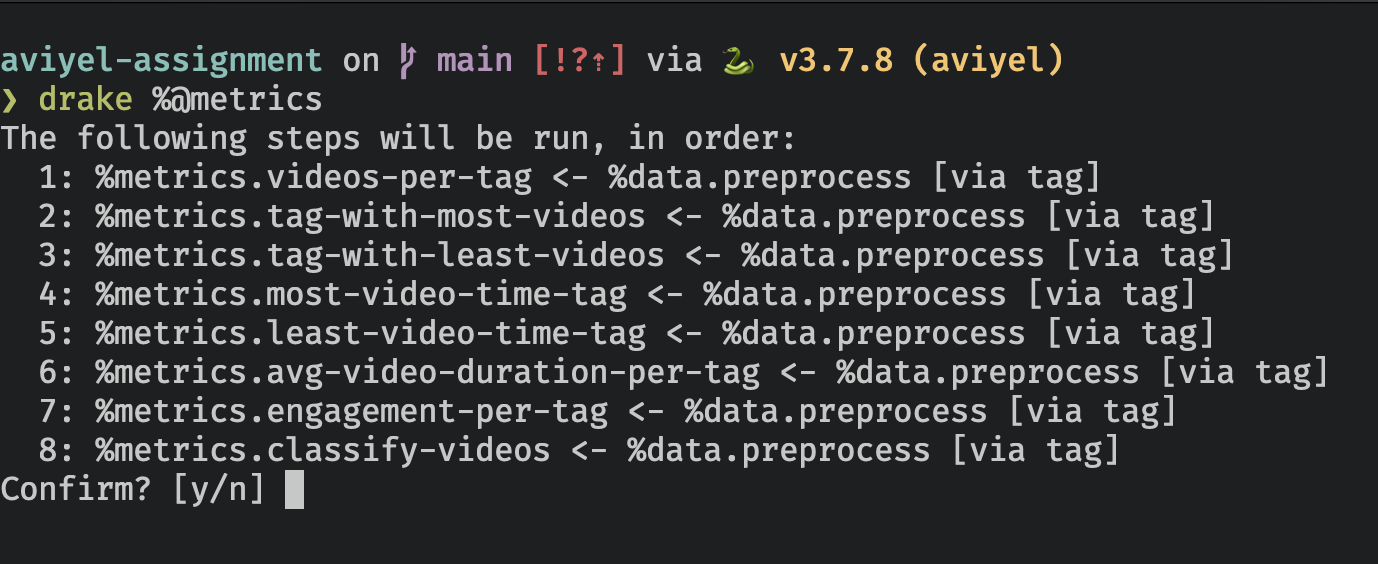 aviyel-assignment on main [!?⇡] via 🐍 v3.7.8 (aviyel)
❯ drake %@metrics
The following steps will be run, in order:
  1: %metrics.videos-per-tag <- %data.preprocess [via tag]
  2: %metrics.tag-with-most-videos <- %data.preprocess [via tag]
  3: %metrics.tag-with-least-videos <- %data.preprocess [via tag]
  4: %metrics.most-video-time-tag <- %data.preprocess [via tag]
  5: %metrics.least-video-time-tag <- %data.preprocess [via tag]
  6: %metrics.avg-video-duration-per-tag <- %data.preprocess [via tag]
  7: %metrics.engagement-per-tag <- %data.preprocess [via tag]
  8: %metrics.classify-videos <- %data.preprocess [via tag]
Confirm? [y/n]